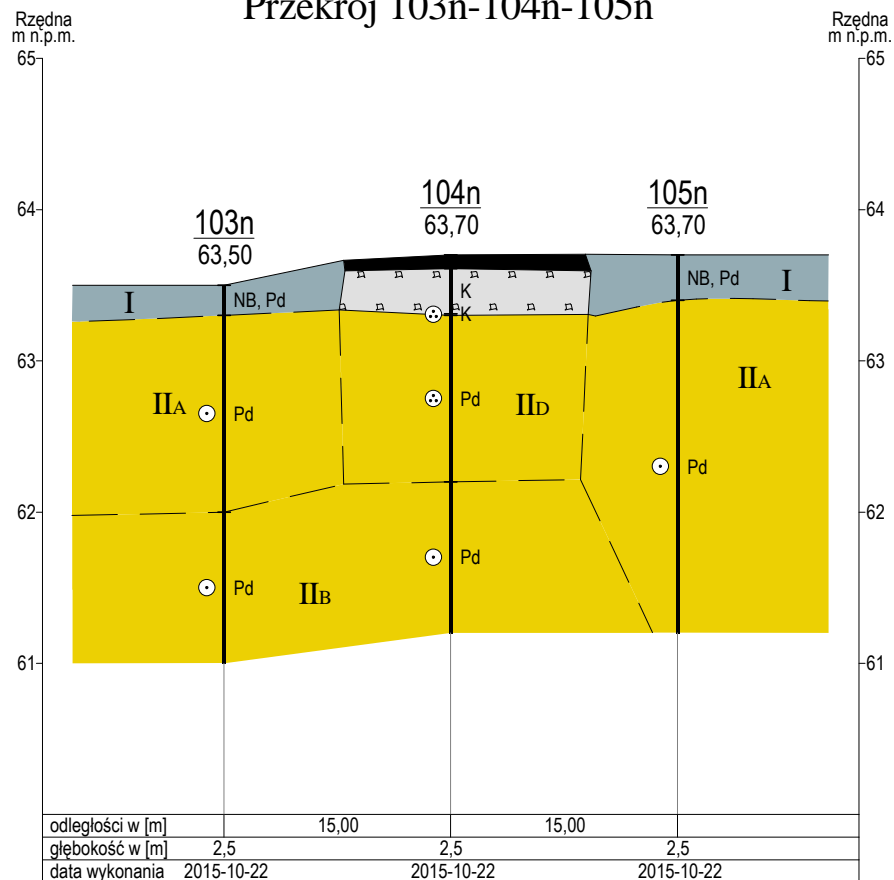 Przekrój 103n-104n-105n
Rzędna
m n.p.m.
Rzędna
m n.p.m.
65
65
64
64
63
63
62
62
61
61
103n
63,50
104n
63,70
105n
63,70
I
NB, Pd
K
K
NB, Pd
I
IIA
Pd
Pd
IID
IIA
Pd
Pd
IIB
Pd
odległości w [m] 15,00 15,00
głębokość w [m] 2,5 2,5 2,5
data wykonania 2015-10-22 2015-10-22 2015-10-22